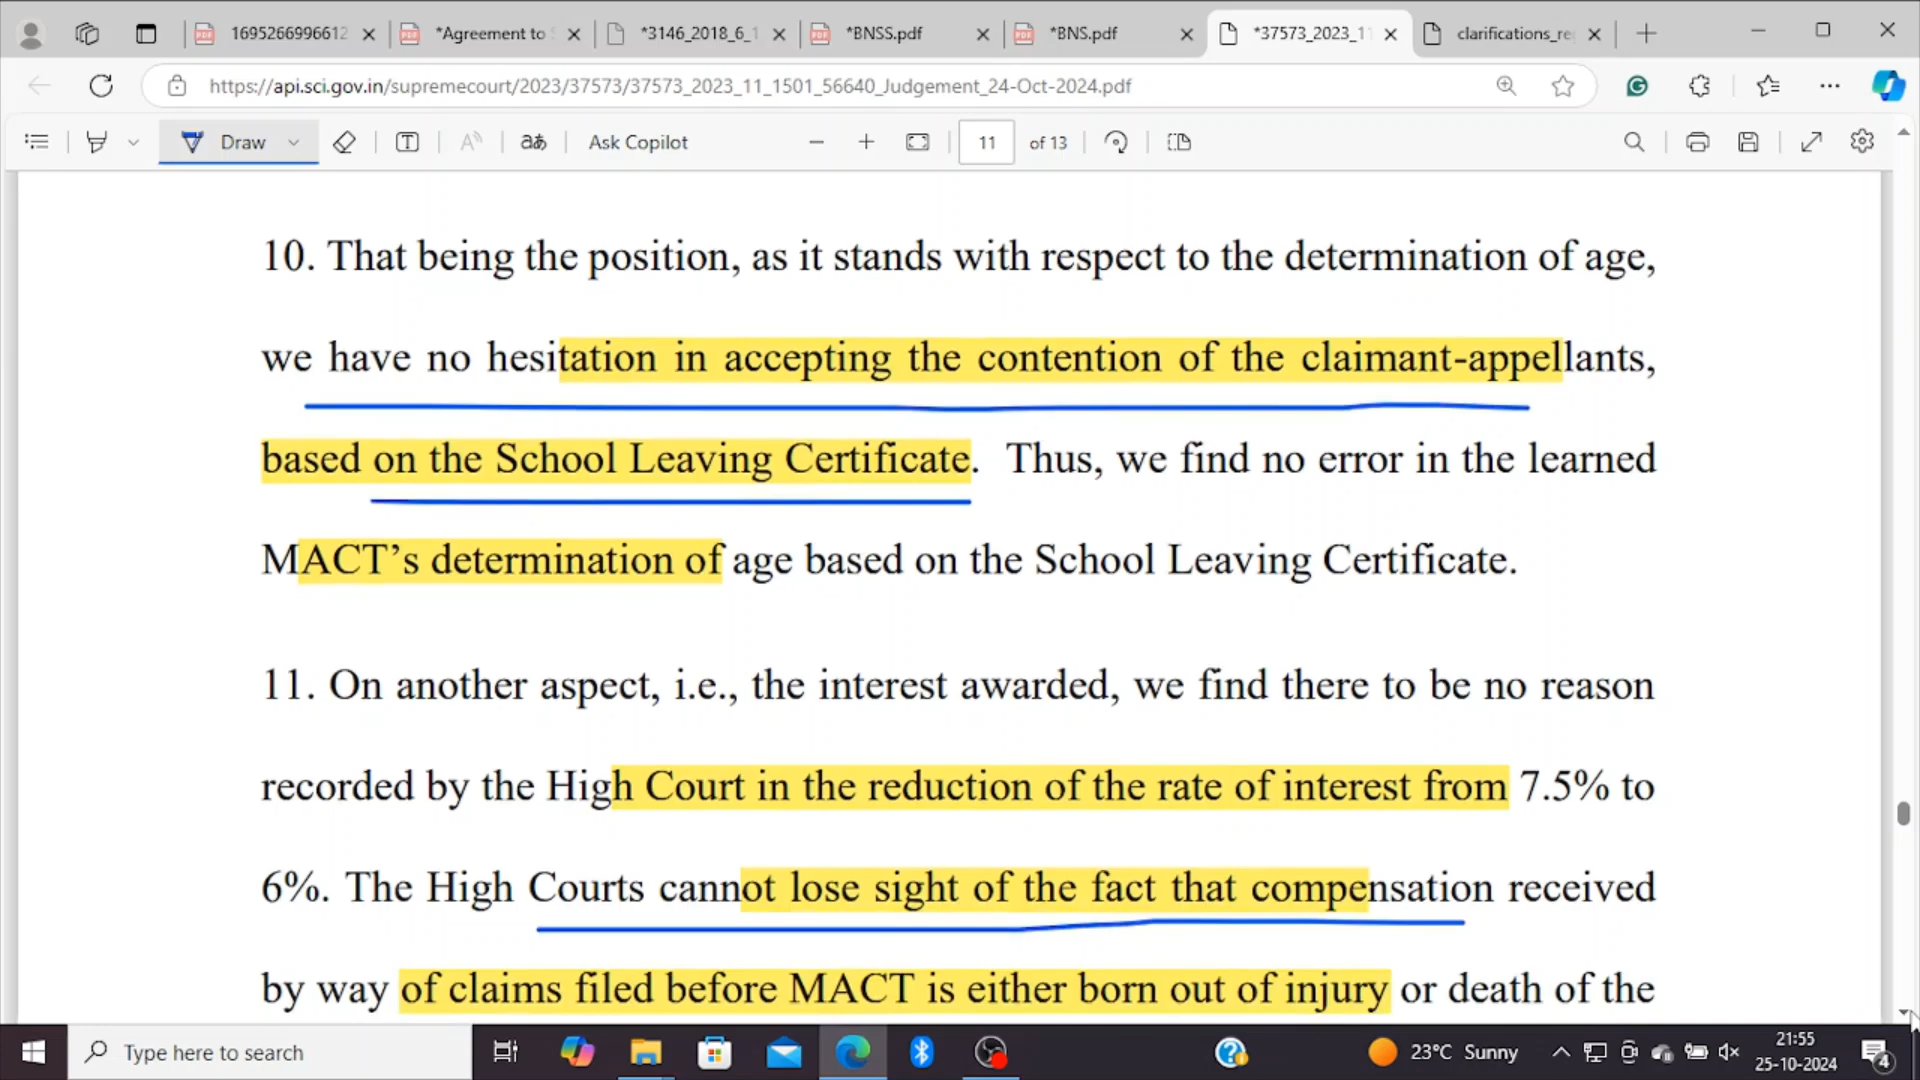 1695266996612
*Agreement to
*3146_2018_6_1
*BNSS.pdf
*BNS.pdf
*37573_2023_11
clarifications_re
https://api.sci.gov.in/supremecourt/2023/37573/37573_2023_11_1501_56640_Judgement_24-Oct-2024.pdf
Draw
Ask Copilot
11 of 13
10. That being the position, as it stands with respect to the determination of age,
we have no hesitation in accepting the contention of the claimant-appellants,
based on the School Leaving Certificate. Thus, we find no error in the learned
MACT’s determination of age based on the School Leaving Certificate.
11. On another aspect, i.e., the interest awarded, we find there to be no reason
recorded by the High Court in the reduction of the rate of interest from 7.5% to
6%. The High Courts cannot lose sight of the fact that compensation received
by way of claims filed before MACT is either born out of injury or death of the
Type here to search
23°C Sunny
21:55
25-10-2024
4